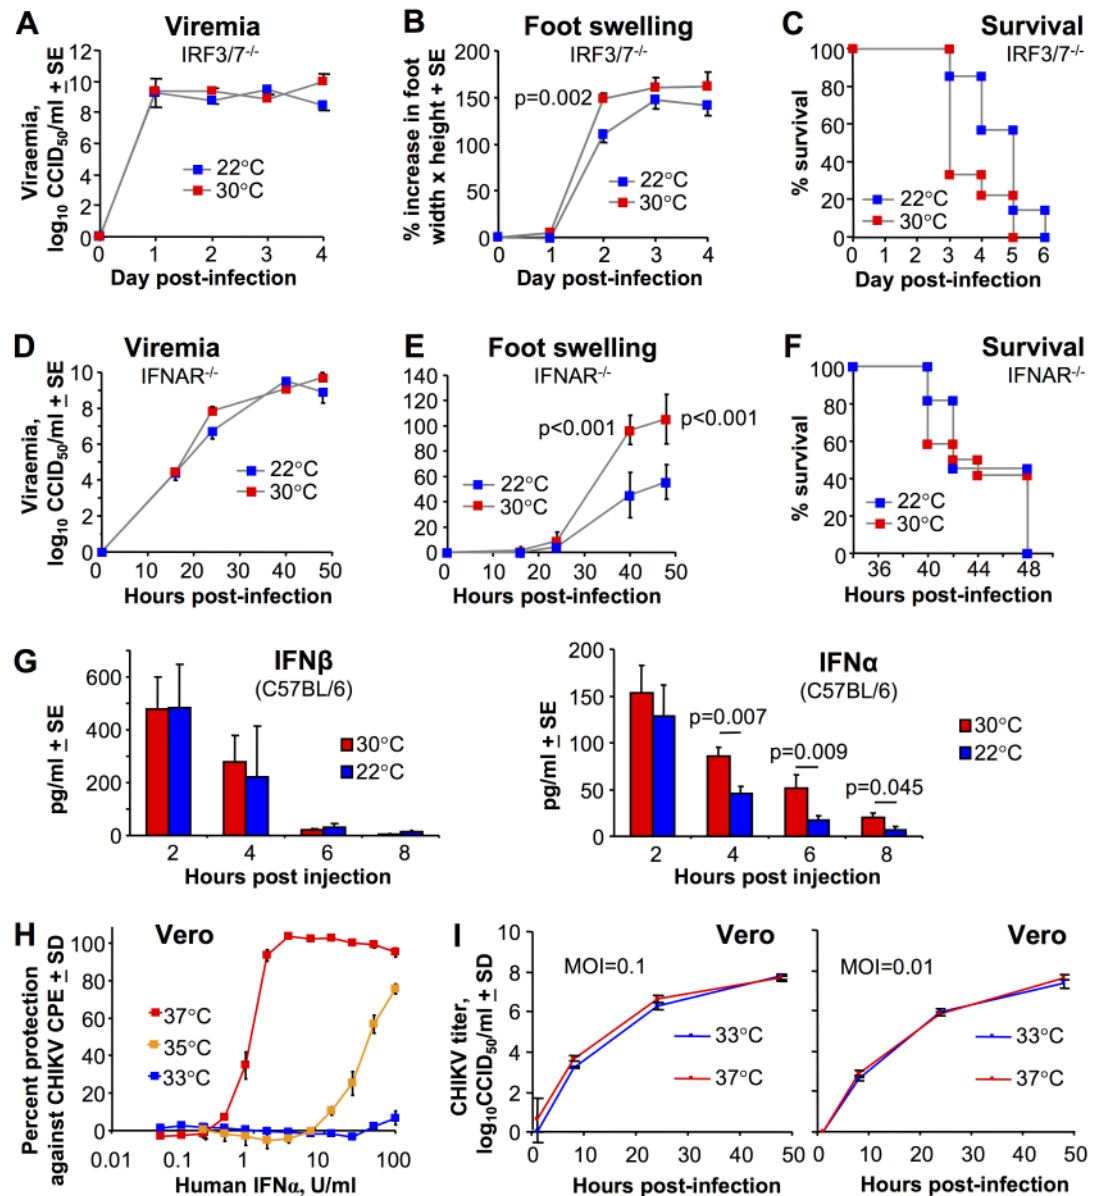 A
Viremia
IRF3/7-/-
Viraemia,
log10 CCID50/ml ± SE
12
10
8
6
4
2
0
22°C
30°C
0 1 2 3 4
Day post-infection
B
Foot swelling
IRF3/7-/-
% increase in foot
width x height + SE
200
150
100
50
0
p=0.002
22°C
30°C
0 1 2 3 4
Day post-infection
C
Survival
IRF3/7-/-
% survival
100
80
60
40
20
0
22°C
30°C
0 1 2 3 4 5 6
Day post-infection
D
Viremia
IFNAR-/-
Viraemia,
log10 CCID50/ml ± SE
10
8
6
4
2
0
22°C
30°C
0 10 20 30 40 50
Hours post-infection
E
Foot swelling
IFNAR-/-
140
120
100
80
60
40
20
0
p<0.001
p<0.001
22°C
30°C
0 10 20 30 40 50
Hours post-infection
F
Survival
IFNAR-/-
% survival
100
80
60
40
20
0
22°C
30°C
36 40 44 48
Hours post-infection
G
IFNβ
(C57BL/6)
pg/ml ± SE
600
400
200
0
30°C
22°C
2 4 6 8
Hours post injection
IFNα
(C57BL/6)
pg/ml ± SE
200
150
100
50
0
p=0.007
p=0.009
p=0.045
30°C
22°C
2 4 6 8
Hours post injection
H
Vero
Percent protection
against CHIKV CPE ± SD
100
80
60
40
20
0
37°C
35°C
33°C
0.01 0.1 1 10 100
Human IFNα, U/ml
I
Vero
MOI=0.1
CHIKV titer,
log10CCID50/ml ± SD
10
8
6
4
2
0
33°C
37°C
0 10 20 30 40 50
Hours post-infection
Vero
MOI=0.01
33°C
37°C
0 10 20 30 40 50
Hours post-infection